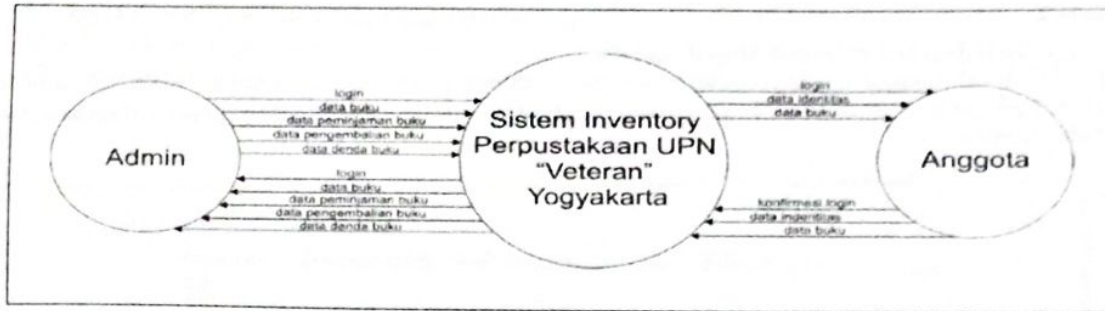 Admin
login
data buku
data peminjaman buku
data pengembalian buku
data denda buku
login
data buku
data peminjaman buku
data pengembalian buku
data denda buku
Sistem Inventory
Perpustakaan UPN
“Veteran”
Yogyakarta
login
data identitas
data buku
konfirmasi login
data indentitas
data buku
Anggota